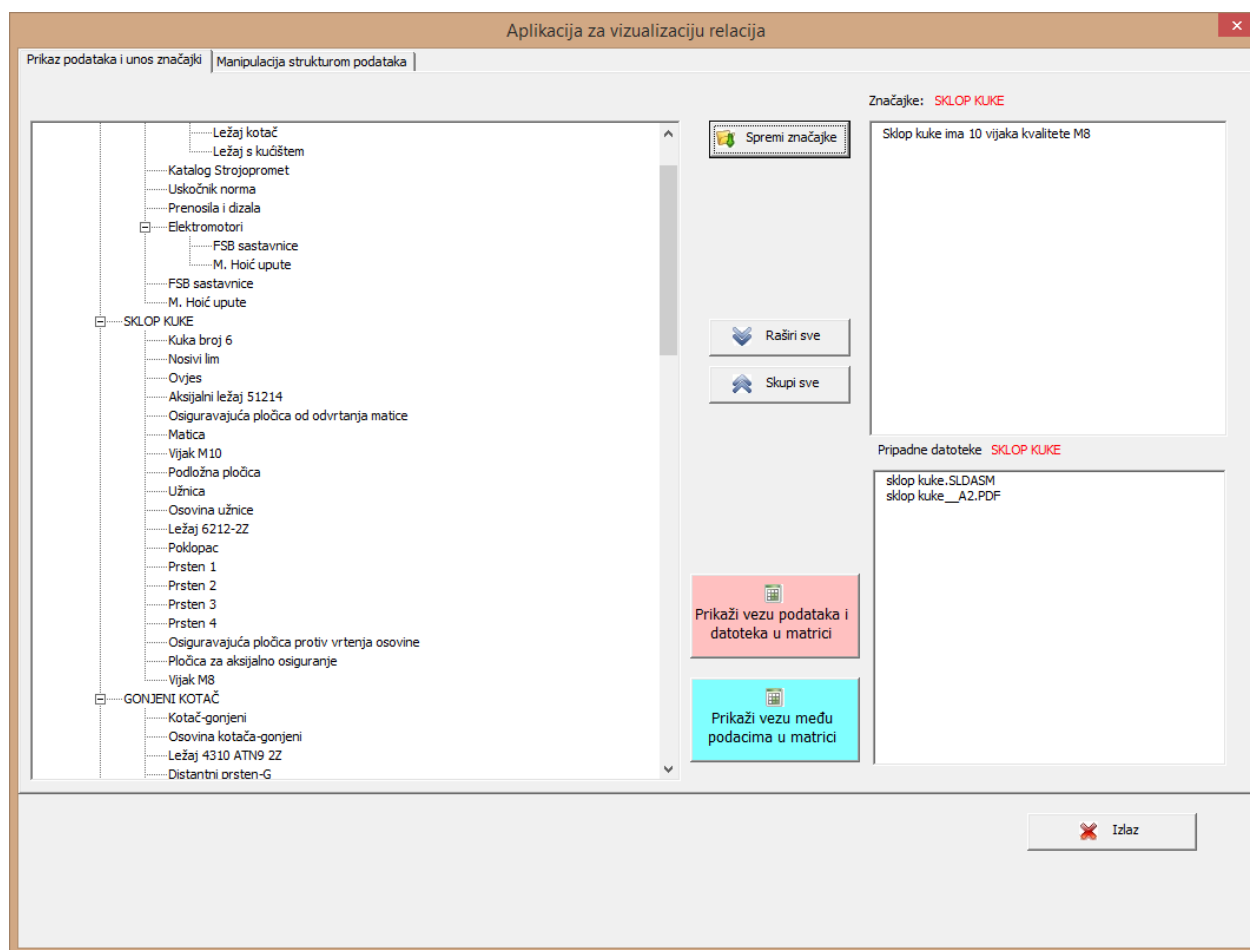 Aplikacija za vizualizaciju relacija
Prikaz podataka i unos značajki
Manipulacija strukturom podataka
Ležaj kotač
Ležaj s kućištem
Katalog Strojopromet
Uskočnik norma
Prenosila i dizala
Elektromotori
FSB sastavnice
M. Hoić upute
FSB sastavnice
M. Hoić upute
SKLOP KUKE
Kuka broj 6
Nosivi lim
Ovjes
Aksijalni ležaj 51214
Osiguravajuća pločica od odvrtanja matice
Matica
Vijak M10
Podložna pločica
Užnica
Osovina užnice
Ležaj 6212-2Z
Poklopac
Prsten 1
Prsten 2
Prsten 3
Prsten 4
Osiguravajuća pločica protiv vrtenja osovine
Pločica za aksijalno osiguranje
Vijak M8
GONJENI KOTAČ
Kotač-gonjeni
Osovina kotača-gonjeni
Ležaj 4310 ATN9 2Z
Distantni prsten-G
Spremi značajke
Raširi sve
Skupi sve
Prikaži vezu podataka i
datoteka u matrici
Prikaži vezu među
podacima u matrici
Značajke: SKLOP KUKE
Sklop kuke ima 10 vijaka kvalitete M8
Pripadne datoteke SKLOP KUKE
sklop kuke.SLDASM
sklop kuke__A2.PDF
Izlaz